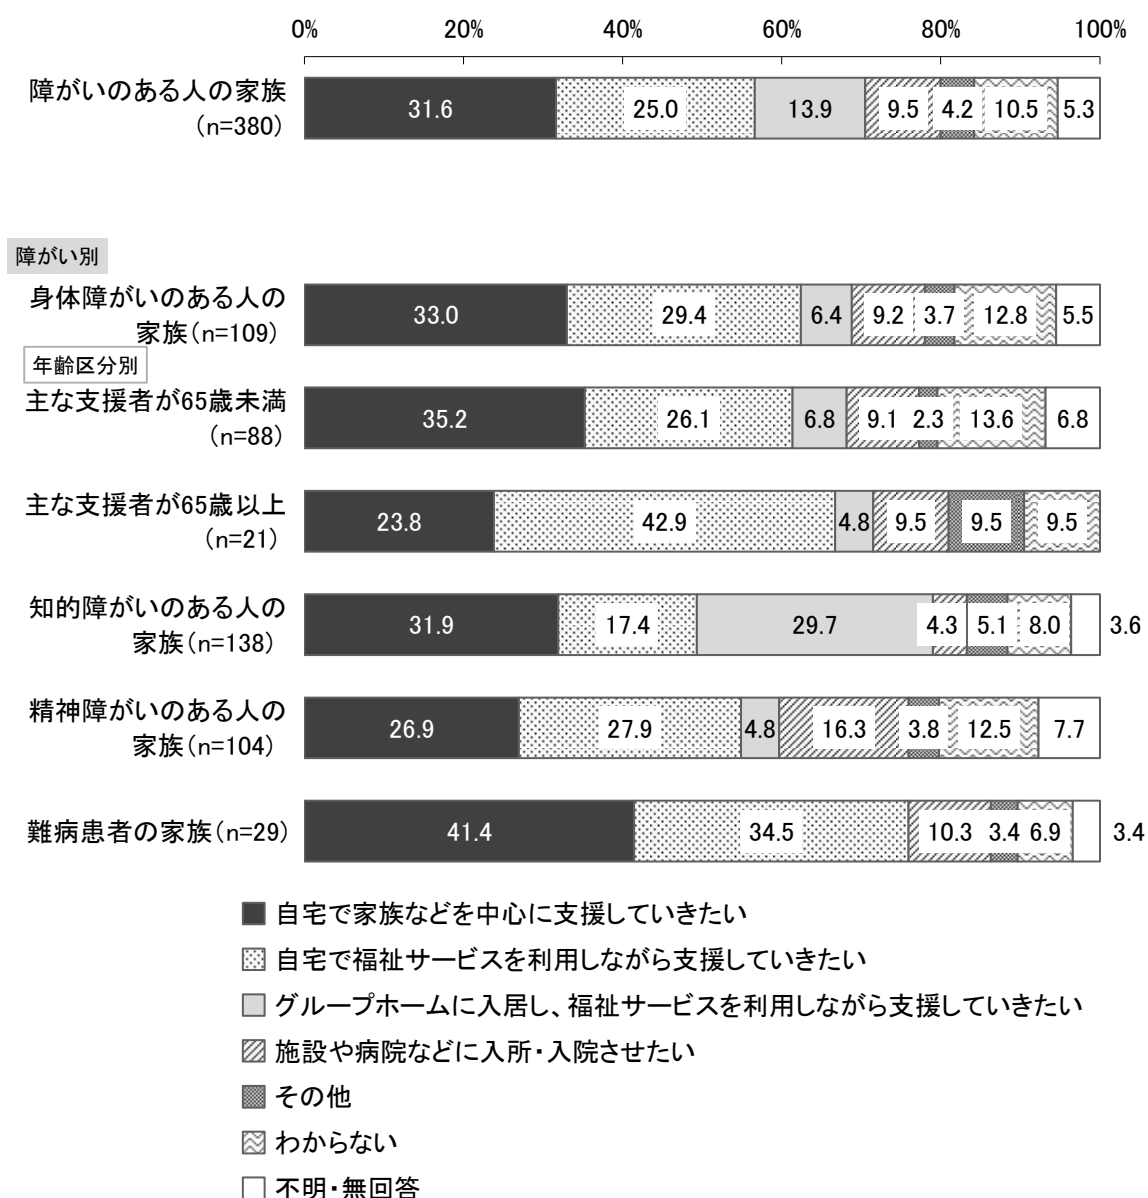 0% 20% 40% 60% 80% 100%
障がいのある人の家族
（n=380）
31.6 25.0 13.9 9.5 4.2 10.5 5.3
障がい別
身体障がいのある人の
家族（n=109）
33.0 29.4 6.4 9.2 3.7 12.8 5.5
年齢区分別
主な支援者が65歳未満
（n=88）
35.2 26.1 6.8 9.1 2.3 13.6 6.8
主な支援者が65歳以上
（n=21）
23.8 42.9 4.8 9.5 9.5 9.5
知的障がいのある人の
家族（n=138）
31.9 17.4 29.7 4.3 5.1 8.0 3.6
精神障がいのある人の
家族（n=104）
26.9 27.9 4.8 16.3 3.8 12.5 7.7
難病患者の家族（n=29）
41.4 34.5 10.3 3.4 6.9 3.4
自宅で家族などを中心に支援していきたい
自宅で福祉サービスを利用しながら支援していきたい
グループホームに入居し、福祉サービスを利用しながら支援していきたい
施設や病院などに入所・入院させたい
その他
わからない
不明・無回答